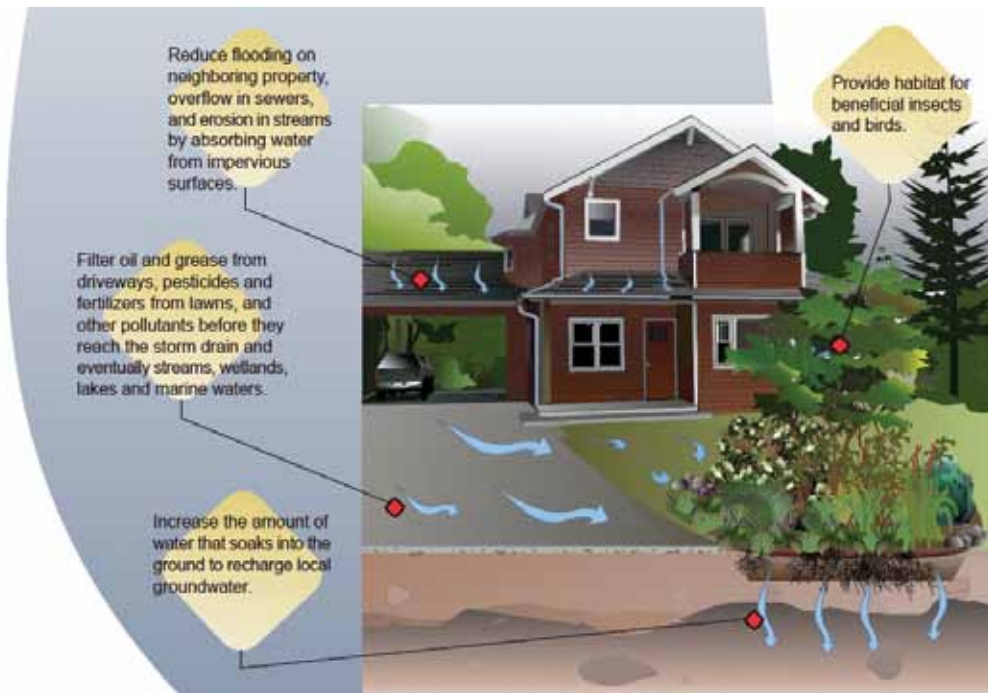 Reduce flooding on
neighboring property,
overflow in sewers,
and erosion in streams
by absorbing water
from impervious
surfaces.
Provide habitat for
beneficial insects
and birds.
Filter oil and grease from
driveways, pesticides and
fertilizers from lawns, and
other pollutants before they
reach the storm drain and
eventually streams, wetlands,
lakes and marine waters.
Increase the amount of
water that soaks into the
ground to recharge local
groundwater.